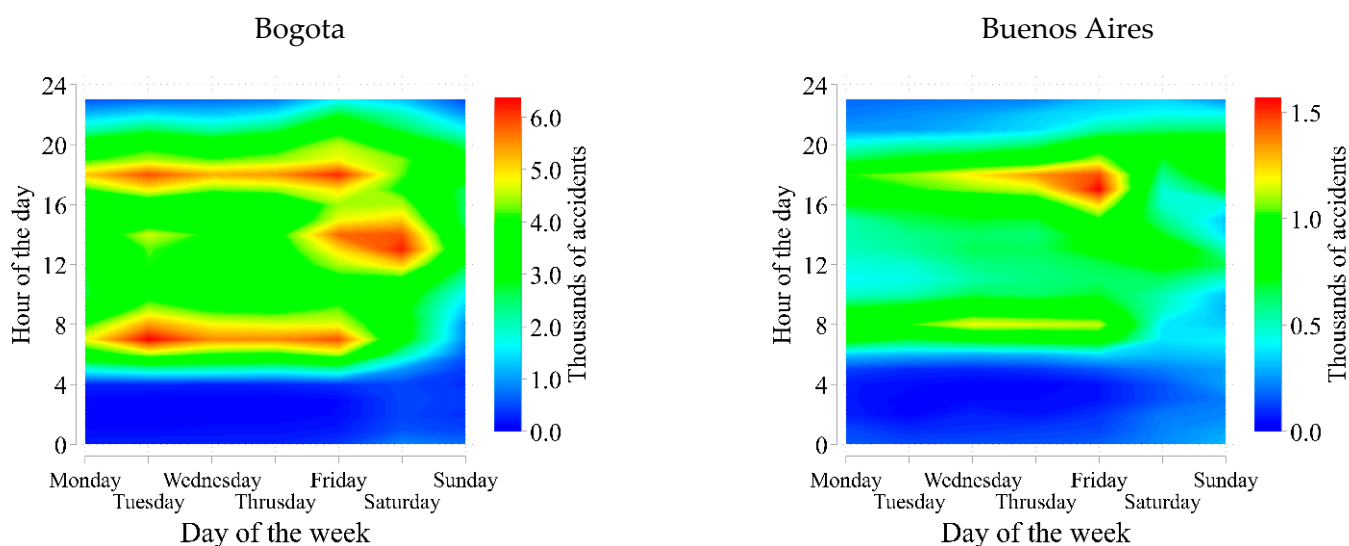 Bogota
24
20
16
12
8
4
0
Hour of the day
Monday
Tuesday
Wednesday
Thrusday
Friday
Saturday
Sunday
Day of the week
6.0
5.0
4.0
3.0
2.0
1.0
0.0
Thousands of accidents
Buenos Aires
24
20
16
12
8
4
0
Hour of the day
Monday
Tuesday
Wednesday
Thrusday
Friday
Saturday
Sunday
Day of the week
1.5
1.0
0.5
0.0
Thousands of accidents